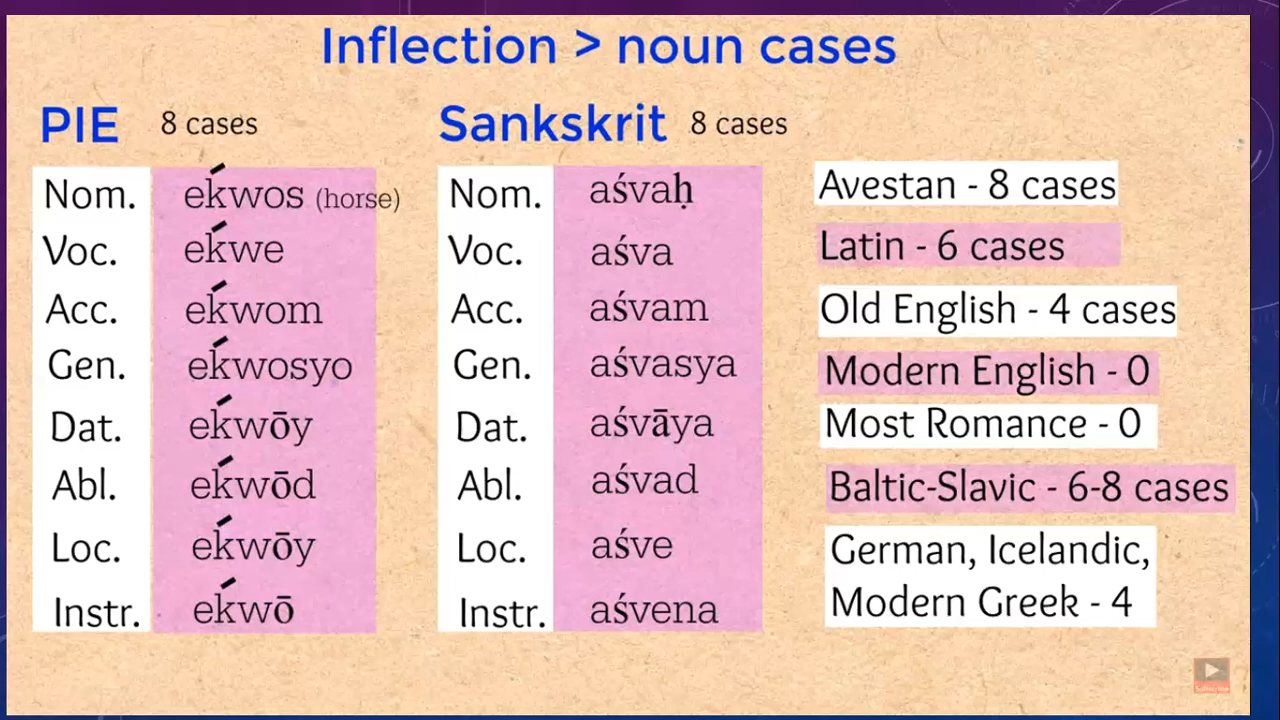 Inflection > noun cases
PIE 8 cases
Nom. eḱwos (horse)
Voc. eḱwe
Acc. eḱwom
Gen. eḱwosyo
Dat. eḱwōy
Abl. eḱwōd
Loc. eḱwōy
Instr. eḱwō
Sankskrit 8 cases
Nom. aśvaḥ
Voc. aśva
Acc. aśvam
Gen. aśvasya
Dat. aśvāya
Abl. aśvad
Loc. aśve
Instr. aśvena
Avestan - 8 cases
Latin - 6 cases
Old English - 4 cases
Modern English - 0
Most Romance - 0
Baltic-Slavic - 6-8 cases
German, Icelandic,
Modern Greek - 4
Subscribe